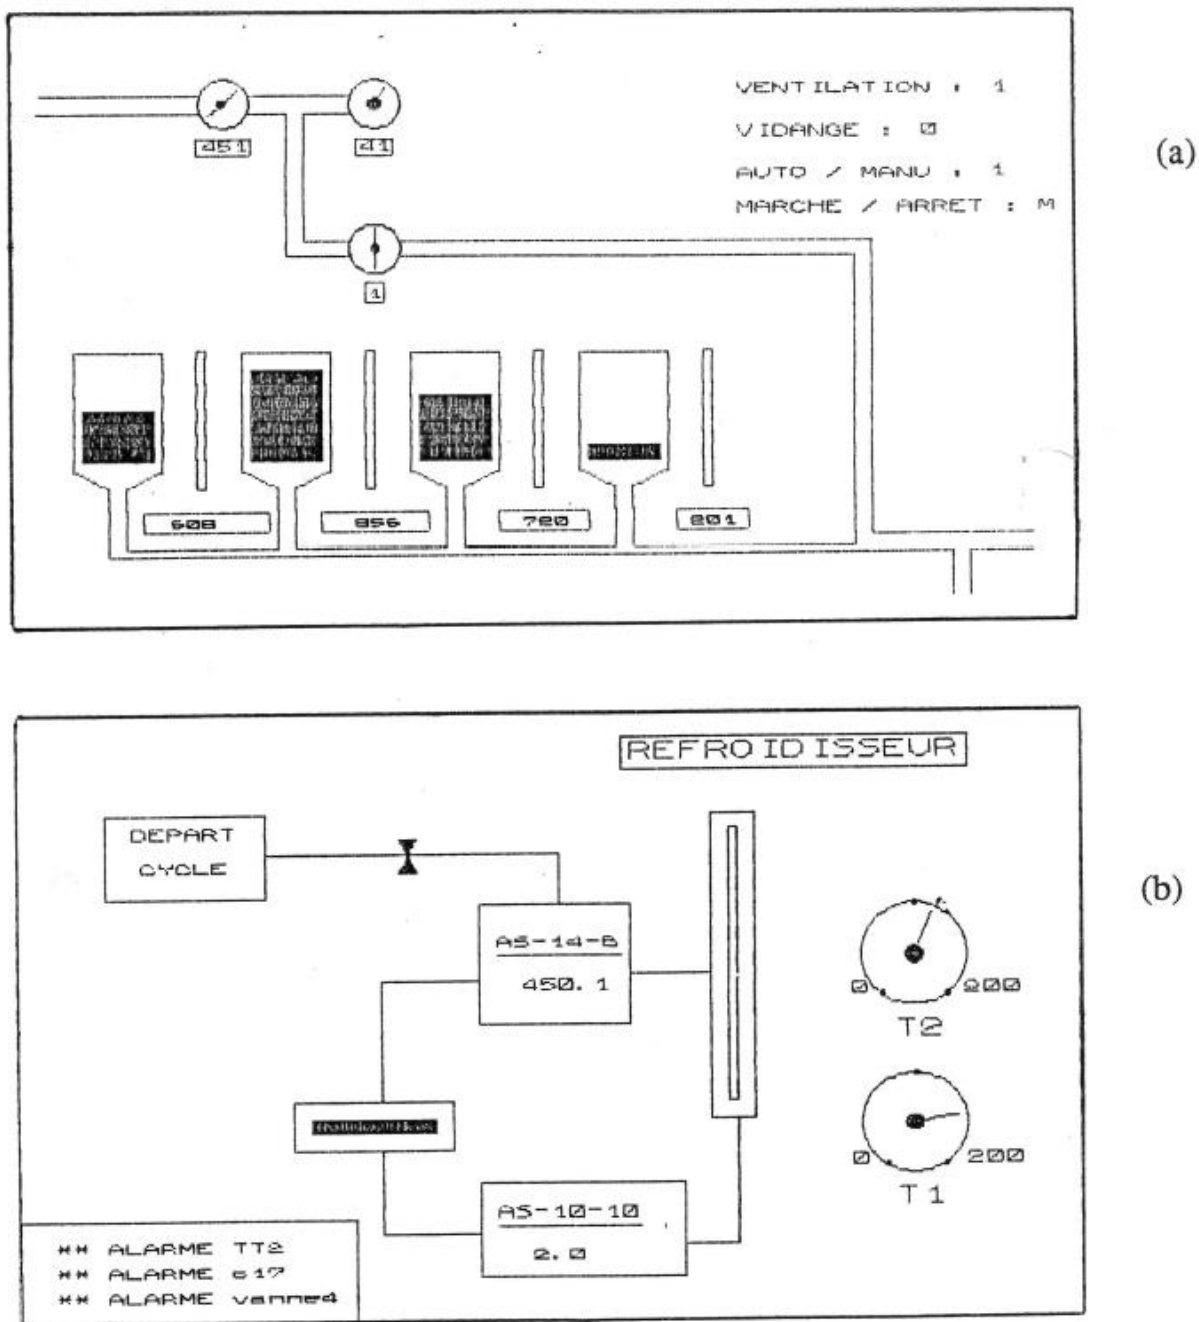 VENTILATION : 1
(a)
VIDANGE : 0
AUTO / MANU : 1
MARCHE / ARRET : M
451
41
1
608
856
720
201
REFROIDISSEUR
DEPART
CYCLE
(b)
AS-14-B
450.1
0
200
T2
0
200
T1
AS-10-10
2.0
** ALARME TT2
** ALARME c17
** ALARME vanne4